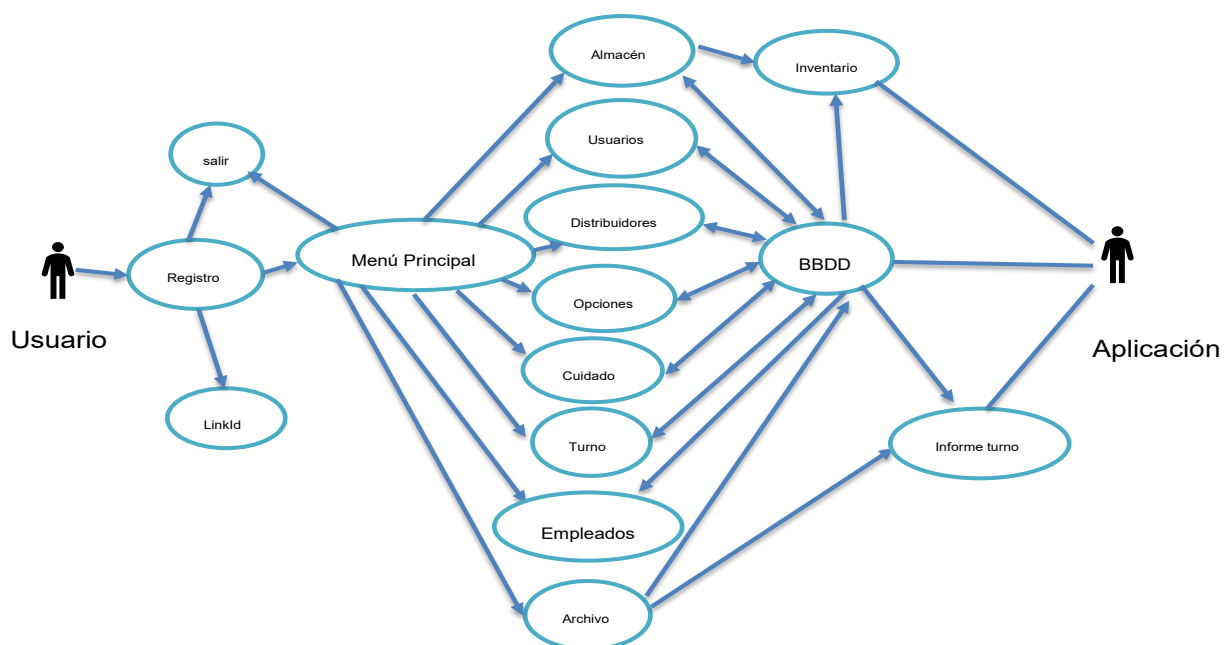 Almacén
Inventario
Usuarios
salir
Distribuidores
Menú Principal
BBDD
Registro
Opciones
Usuario
Aplicación
Cuidado
LinkId
Turno
Informe turno
Empleados
Archivo